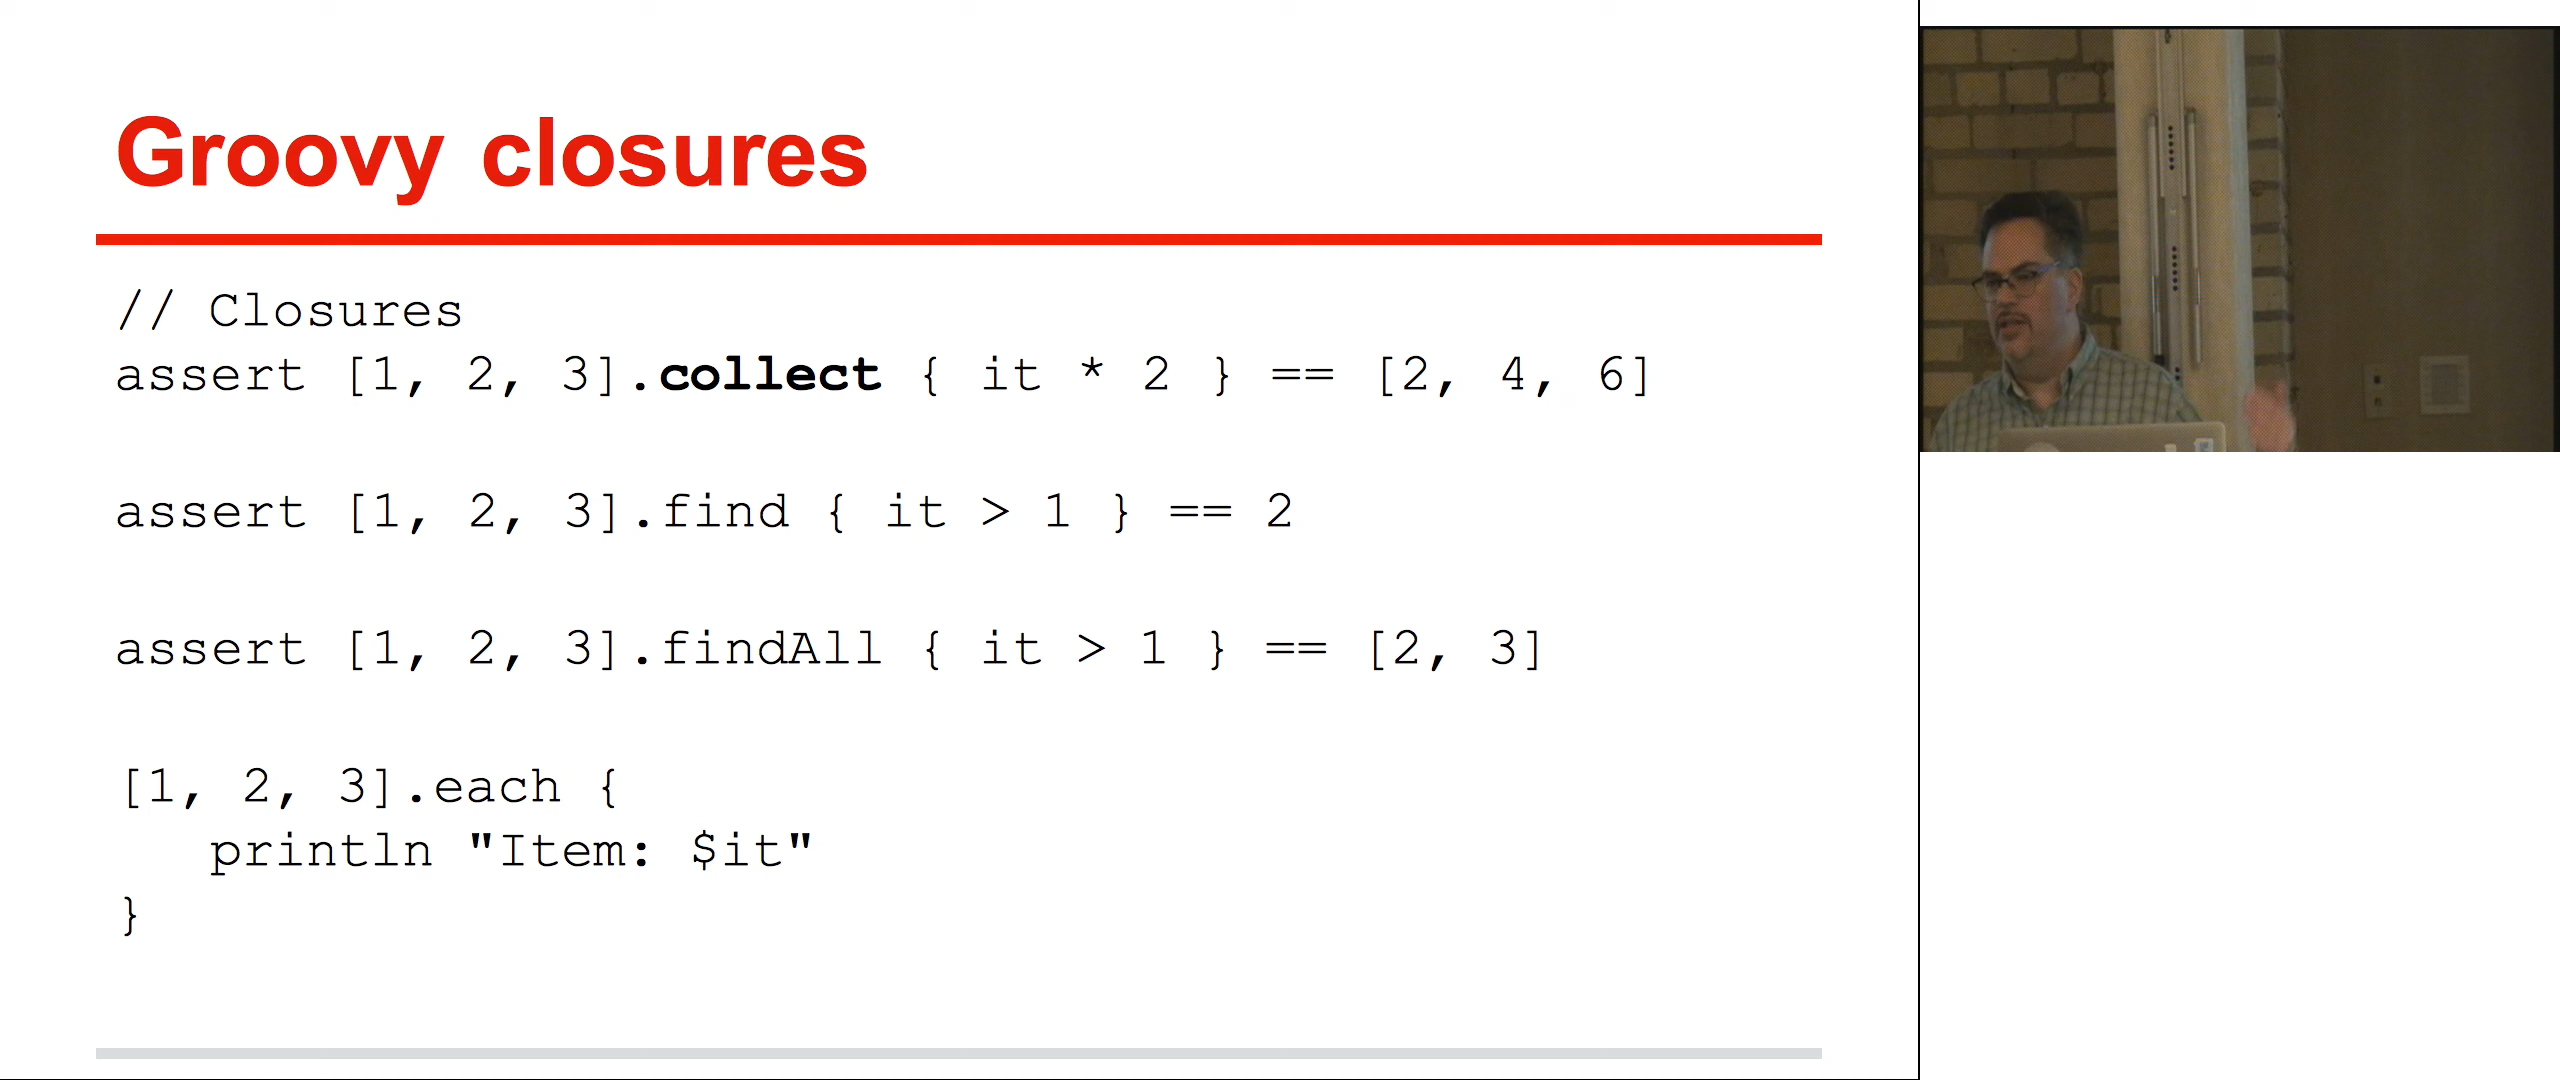 Groovy closures
// Closures
assert [1, 2, 3].collect { it * 2 } == [2, 4, 6]
assert [1, 2, 3].find { it > 1 } == 2
assert [1, 2, 3].findAll { it > 1 } == [2, 3]
[1, 2, 3].each {
   println "Item: $it"
}